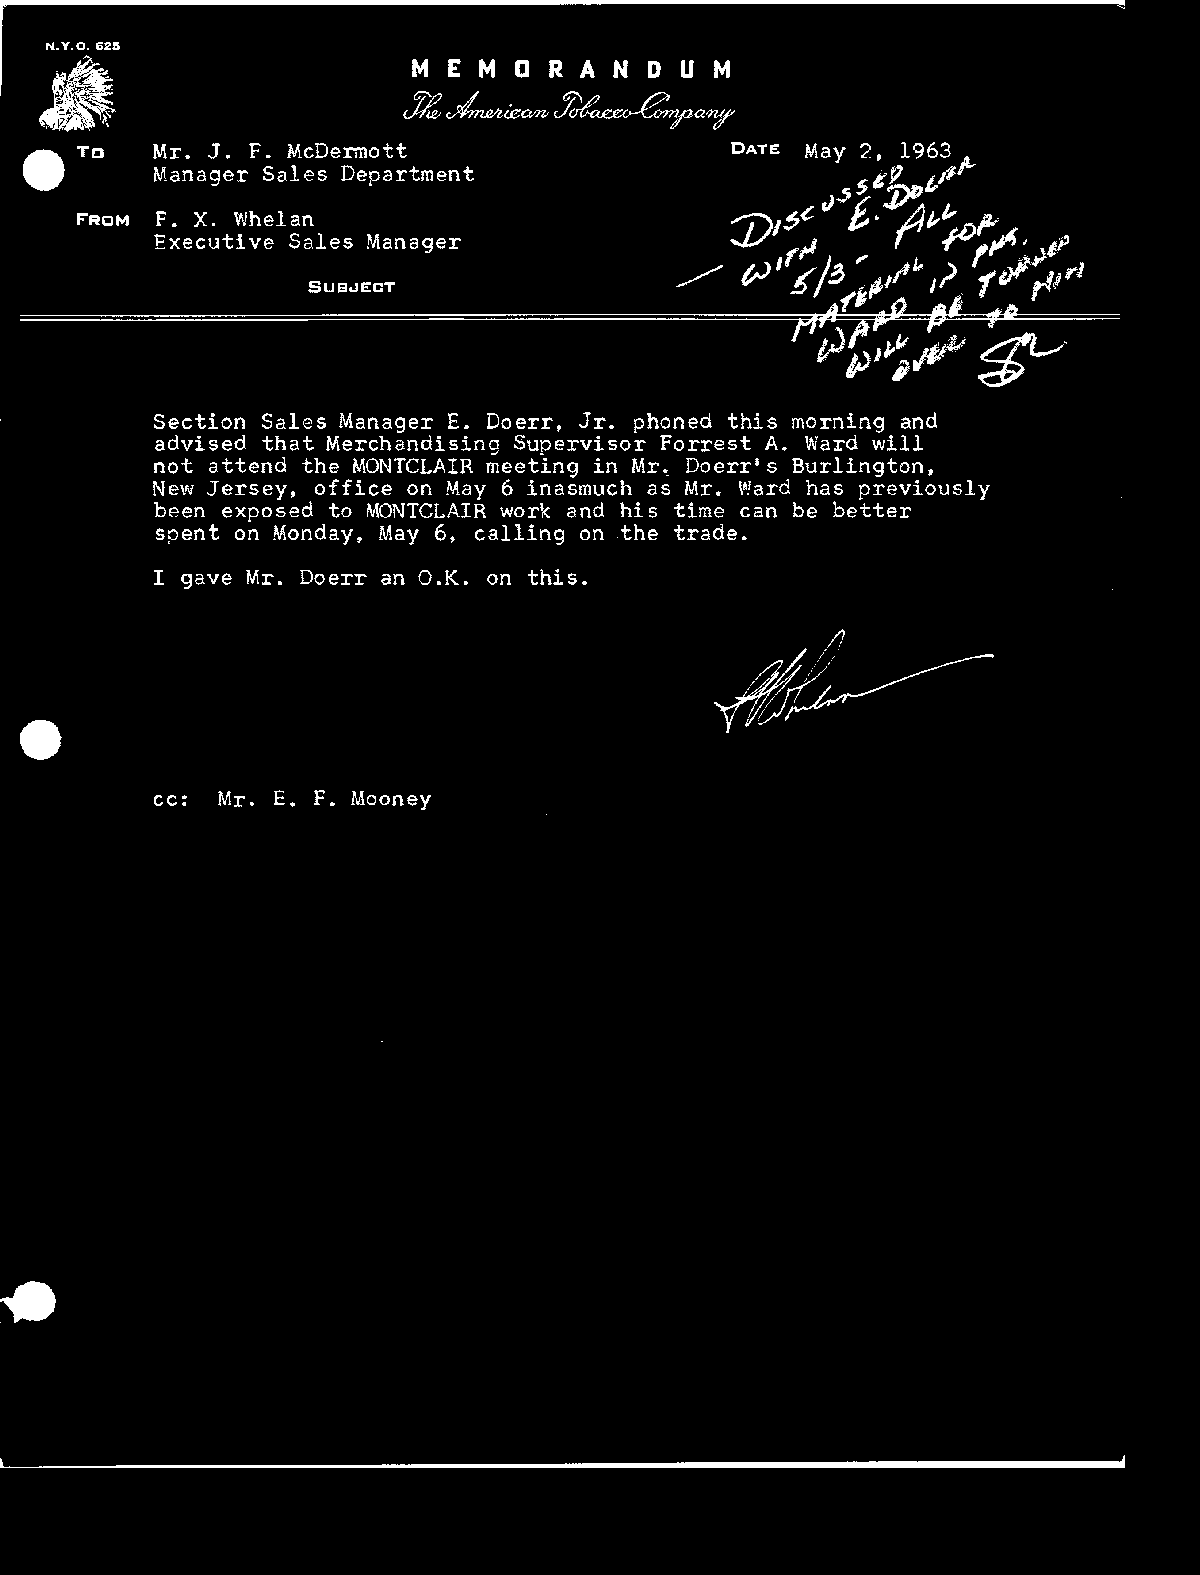 N.Y.O. 625
MEMORANDUM
The American Tobacco Company
TO Mr. J. F. McDermott
Manager Sales Department
DATE May 2, 1963
FROM F. X. Whelan
Executive Sales Manager
SUBJECT
DISCUSSED
WITH E. DOERR
5/3 - ALL
MATERIAL FOR
WARD IN PHS.
WILL BE TURNED
OVER TO HIM
Section Sales Manager E. Doerr, Jr. phoned this morning and
advised that Merchandising Supervisor Forrest A. Ward will
not attend the MONTCLAIR meeting in Mr. Doerr's Burlington,
New Jersey, office on May 6 inasmuch as Mr. Ward has previously
been exposed to MONTCLAIR work and his time can be better
spent on Monday, May 6, calling on the trade.
I gave Mr. Doerr an O.K. on this.
F X Whelan
cc: Mr. E. F. Mooney